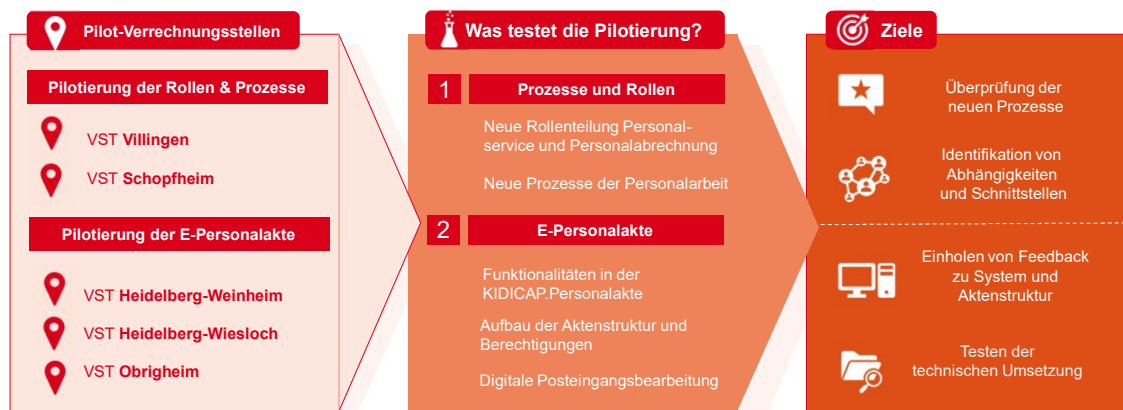 Pilot-Verrechnungsstellen
Pilotierung der Rollen & Prozesse
VST Villingen
VST Schopfheim
Pilotierung der E-Personalakte
VST Heidelberg-Weinheim
VST Heidelberg-Wiesloch
VST Obrigheim
Was testet die Pilotierung?
1 Prozesse und Rollen
Neue Rollenteilung Personal-
service und Personalabrechnung
Neue Prozesse der Personalarbeit
2 E-Personalakte
Funktionalitäten in der
KIDICAP.Personalakte
Aufbau der Aktenstruktur und
Berechtigungen
Digitale Posteingangsbearbeitung
Ziele
Überprüfung der
neuen Prozesse
Identifikation von
Abhängigkeiten
und Schnittstellen
Einholen von Feedback
zu System und
Aktenstruktur
Testen der
technischen Umsetzung